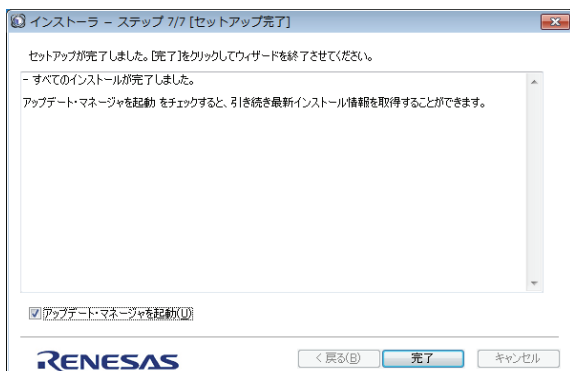 インストーラ － ステップ 7/7 [セットアップ完了]
セットアップが完了しました。[完了]をクリックしてウィザードを終了させてください。
- すべてのインストールが完了しました。
アップデート・マネージャを起動 をチェックすると、引き続き最新インストール情報を取得することができます。
アップデート・マネージャを起動(U)
RENESAS
< 戻る(B) 完了 キャンセル